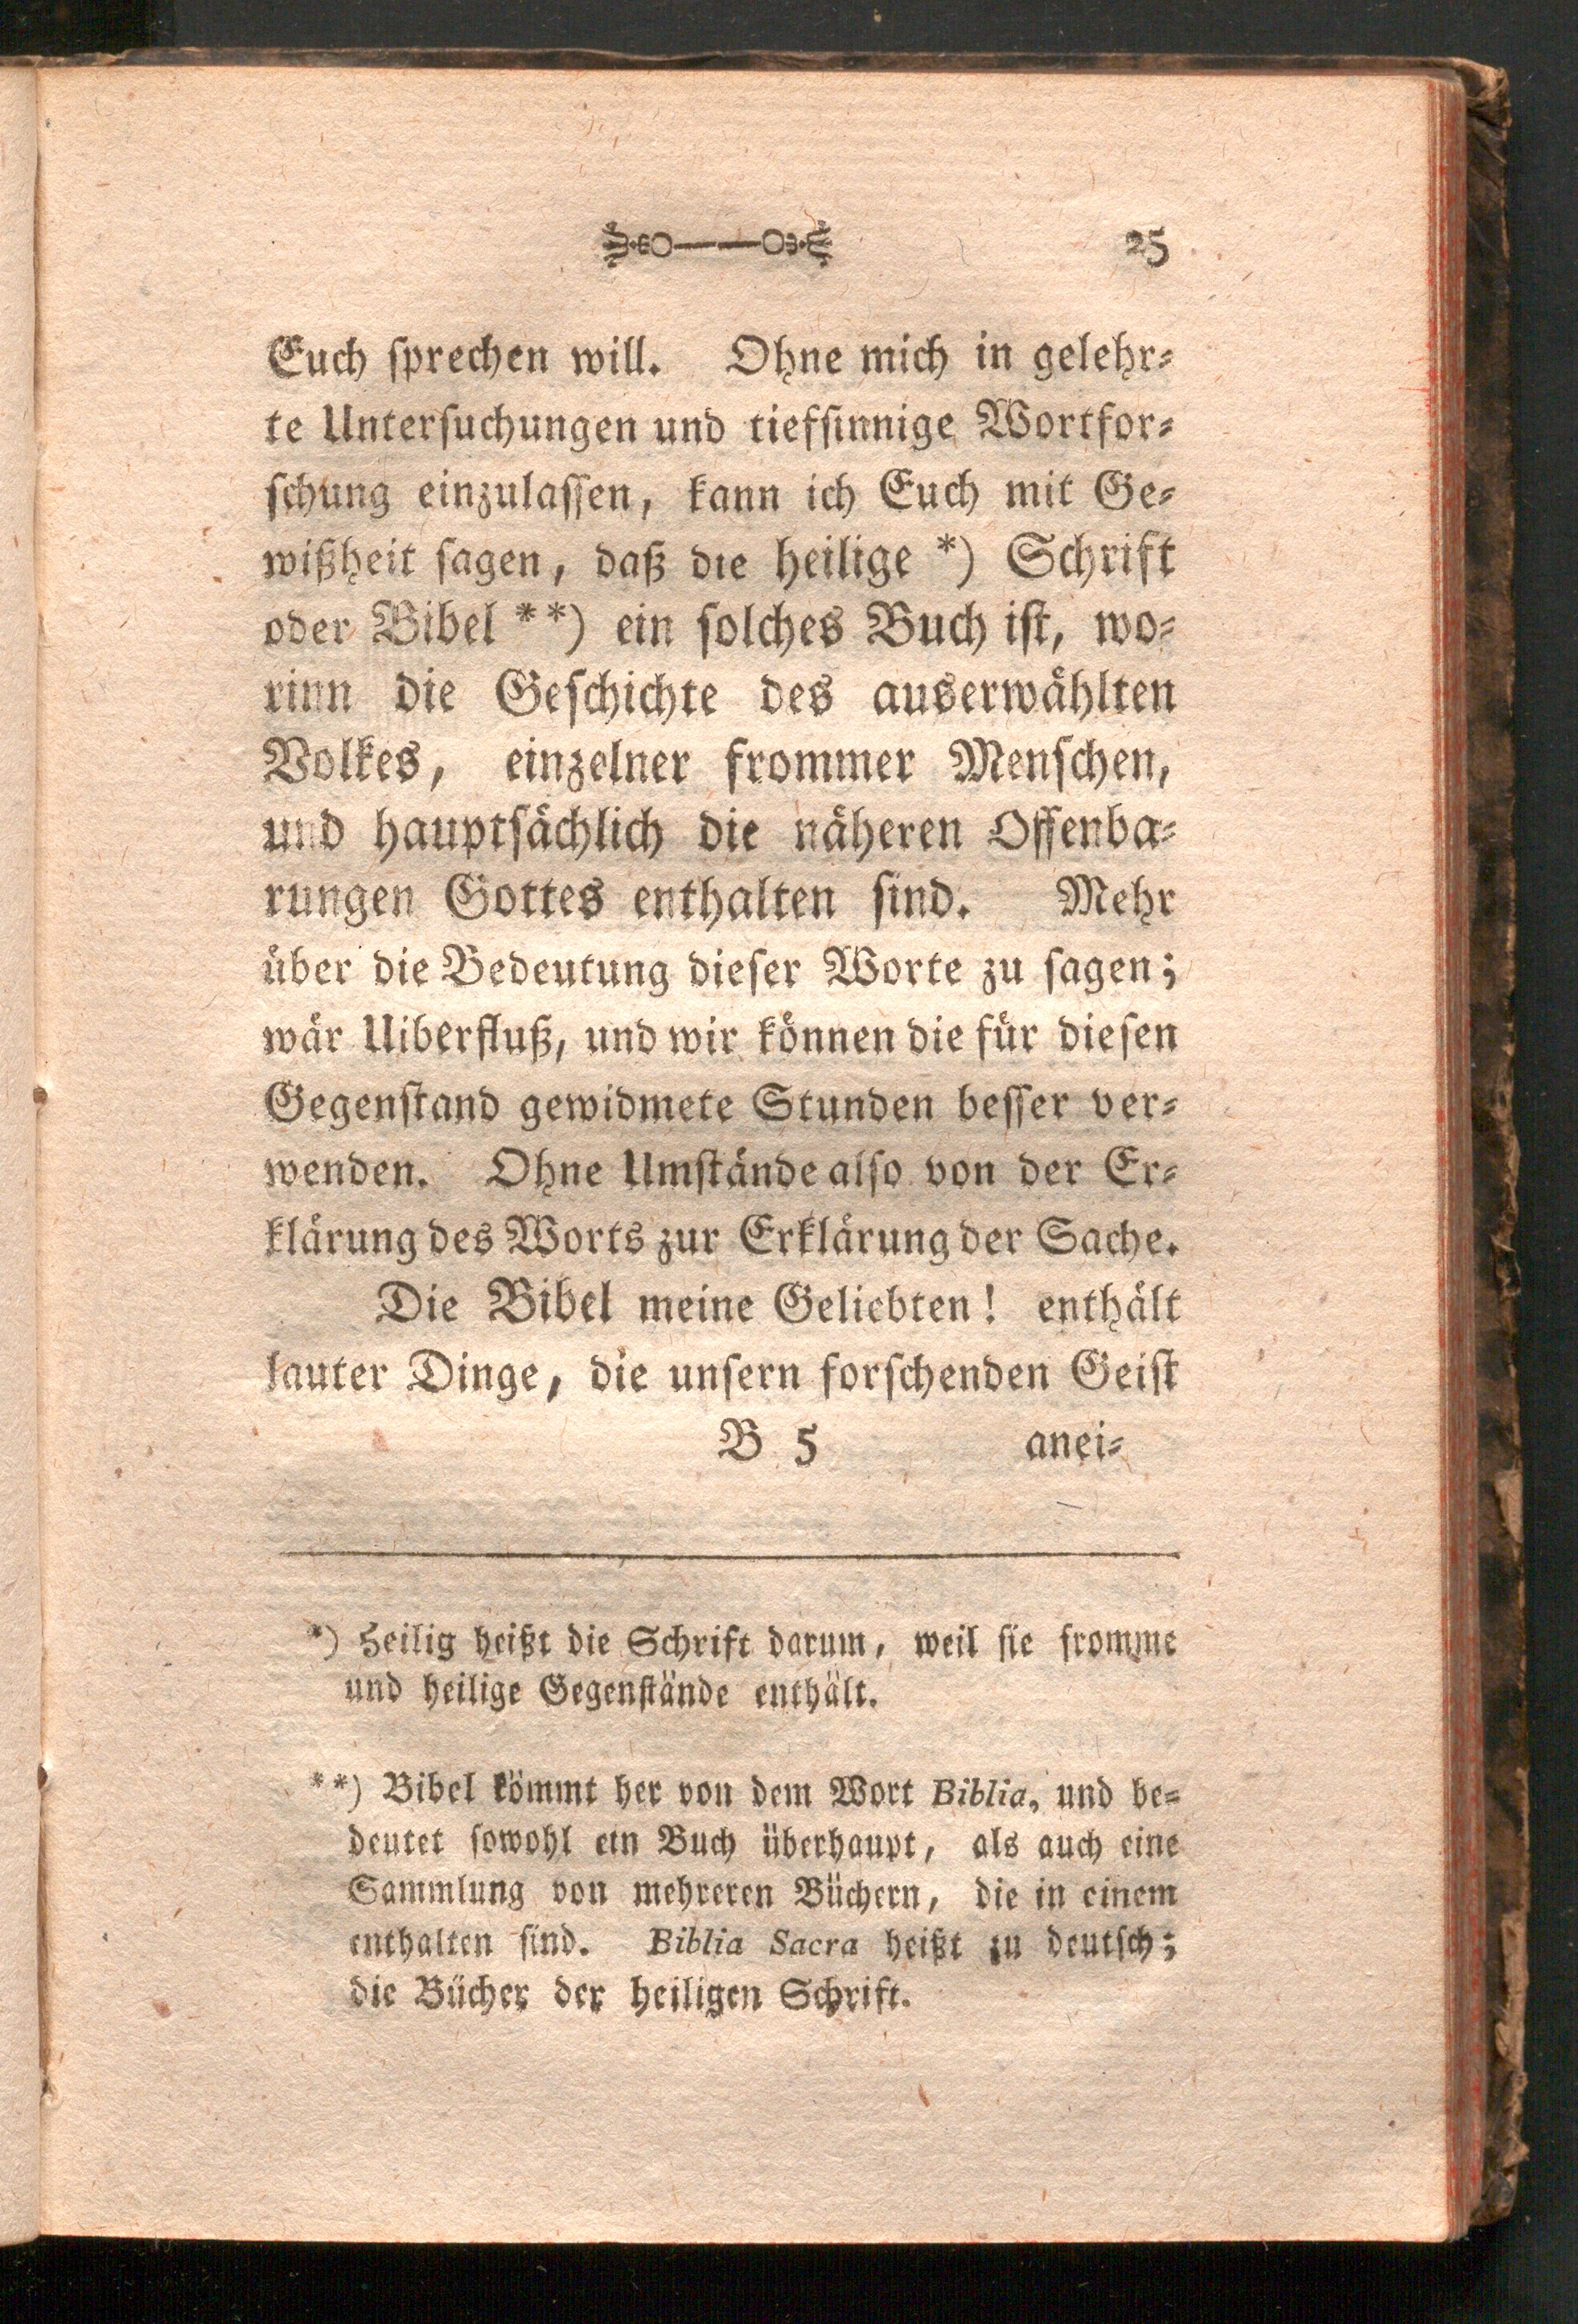 25
Euch ſprechen will. Ohne mich in gelehr⸗
te Unterſuchungen und tiefſinnige Wortfor⸗
ſchung einzulaſſen, kann ich Euch mit Ge⸗
wißheit ſagen, daß die heilige *) Schrift
oder Bibel **) ein ſolches Buch iſt, wo⸗
rinn die Geſchichte des auserwählten
Volkes, einzelner frommer Menſchen,
und hauptſächlich die näheren Offenba⸗
rungen Gottes enthalten ſind. Mehr
über die Bedeutung dieſer Worte zu ſagen;
wär Uiberfluß, und wir können die für dieſen
Gegenſtand gewidmete Stunden beſſer ver⸗
wenden. Ohne Umſtände alſo von der Er⸗
klärung des Worts zur Erklärung der Sache.
Die Bibel meine Geliebten! enthält
lauter Dinge, die unſern forſchenden Geiſt
B 5 anei⸗
*) Heilig heißt die Schrift darum, weil ſie fromme
und heilige Gegenſtände enthält.
**) Bibel kömmt her von dem Wort Biblia, und be⸗
deutet ſowohl ein Buch überhaupt, als auch eine
Sammlung von mehreren Büchern, die in einem
enthalten ſind. Biblia Sacra heißt zu deutſch;
die Bücher der heiligen Schrift.